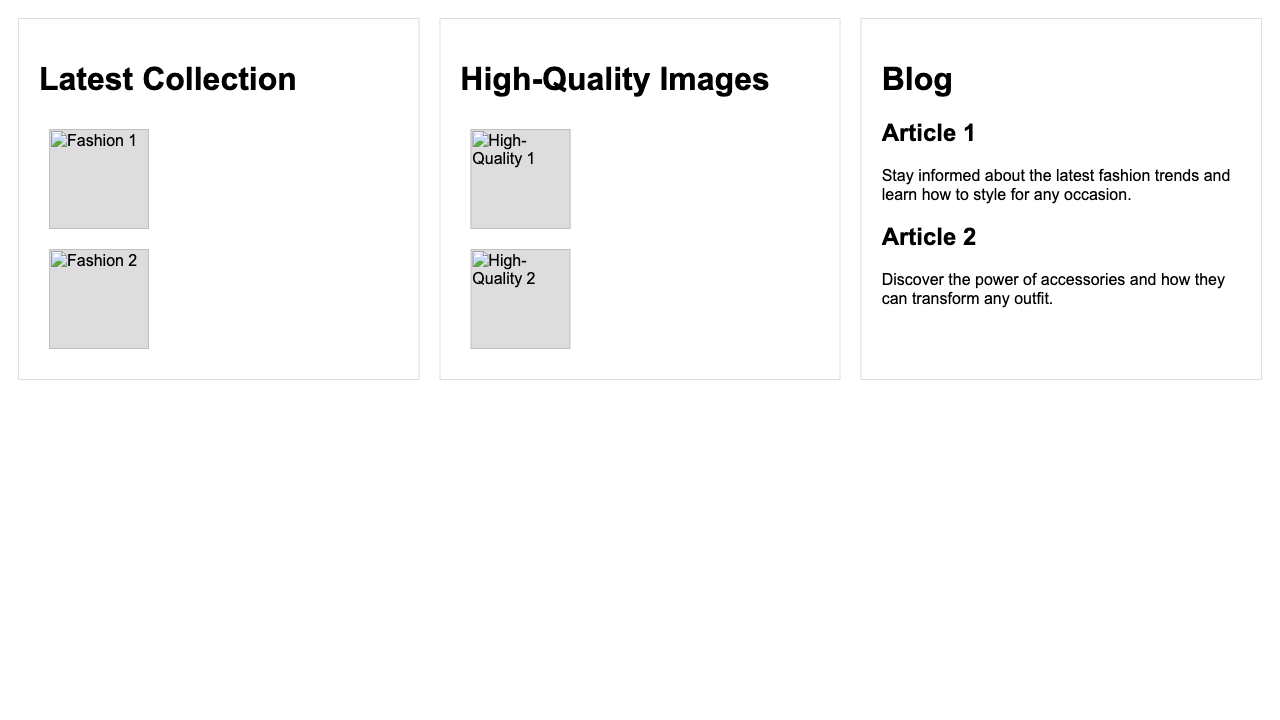 Latest Collection
Fashion 1
Fashion 2
High-Quality Images
High-
Quality 1
High-
Quality 2
Blog
Article 1
Stay informed about the latest fashion trends and
learn how to style for any occasion.
Article 2
Discover the power of accessories and how they
can transform any outfit.